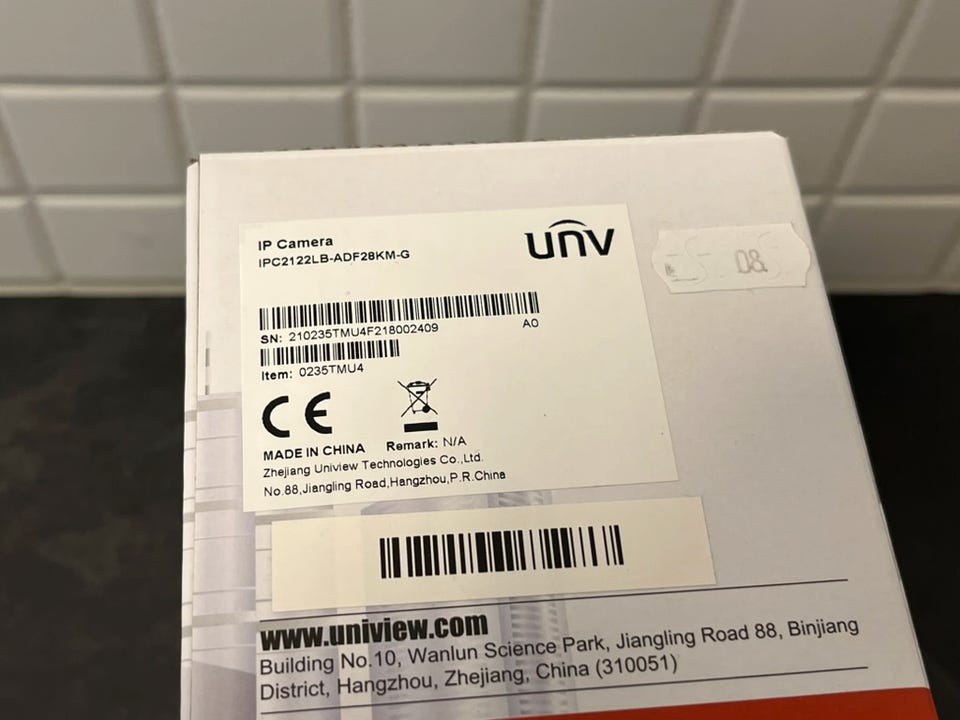 IP Camera
IPC2122LB-ADF28KM-G
unv
08.
SN: 210235TMU4F218002409
A0
Item: 0235TMU4
CE
MADE IN CHINA Remark: N/A
Zhejiang Uniview Technologies Co.,Ltd.
No.88,Jiangling Road,Hangzhou,P.R.China
www.uniview.com
Building No.10, Wanlun Science Park, Jiangling Road 88, Binjiang
District, Hangzhou, Zhejiang, China (310051)